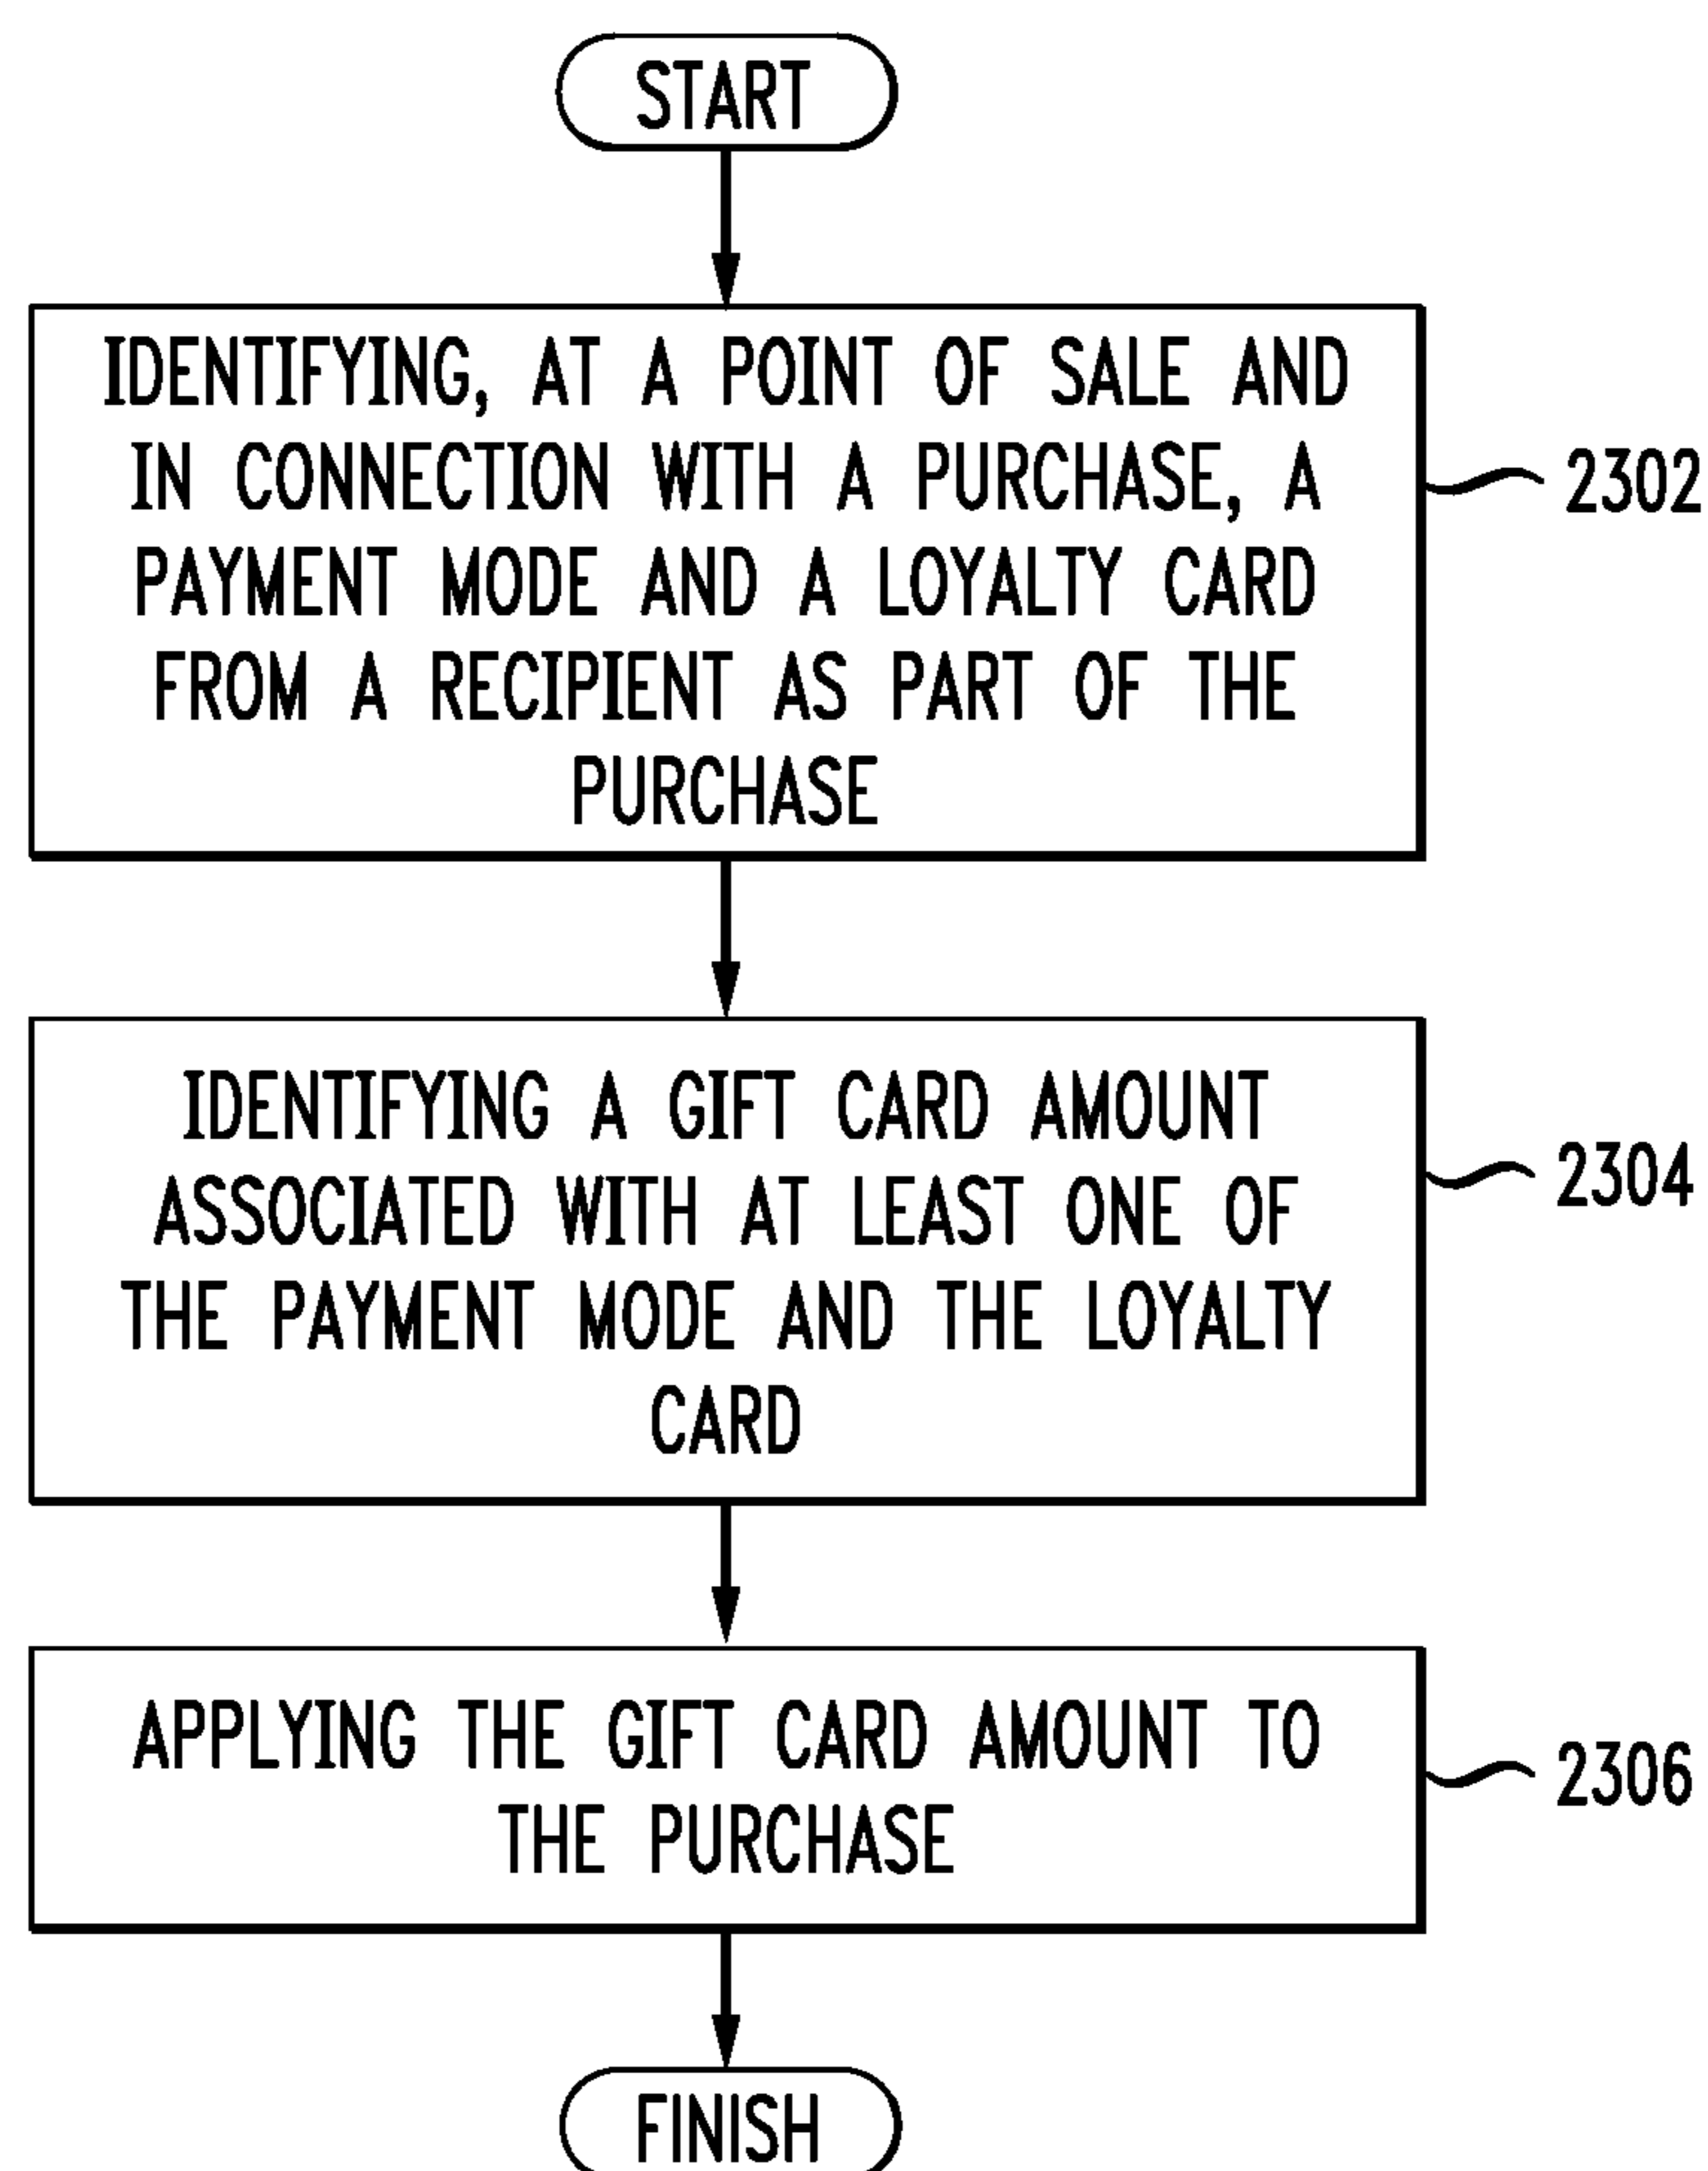 START
IDENTIFYING, AT A POINT OF SALE AND
IN CONNECTION WITH A PURCHASE, A
PAYMENT MODE AND A LOYALTY CARD
FROM A RECIPIENT AS PART OF THE
PURCHASE
2302
IDENTIFYING A GIFT CARD AMOUNT
ASSOCIATED WITH AT LEAST ONE OF
THE PAYMENT MODE AND THE LOYALTY
CARD
2304
APPLYING THE GIFT CARD AMOUNT TO
THE PURCHASE
2306
FINISH